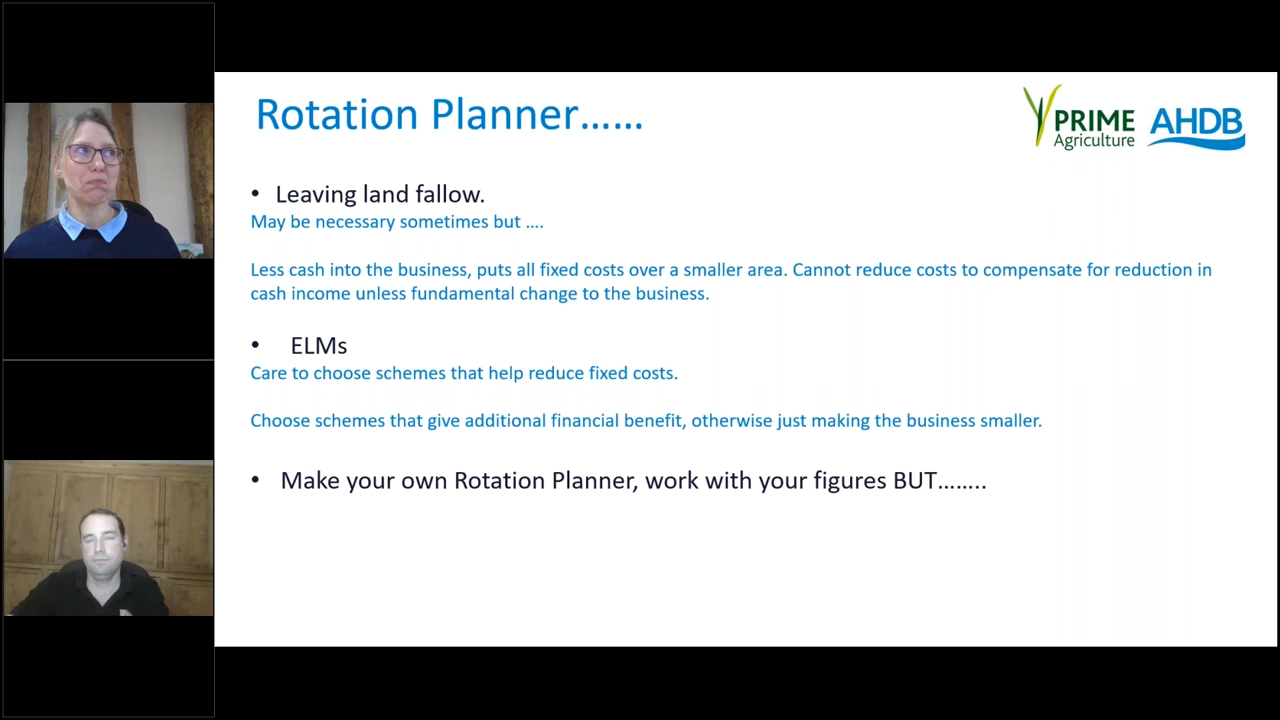 Rotation Planner……
PRIME
Agriculture
AHDB
• Leaving land fallow.
May be necessary sometimes but ….
Less cash into the business, puts all fixed costs over a smaller area. Cannot reduce costs to compensate for reduction in
cash income unless fundamental change to the business.
• ELMs
Care to choose schemes that help reduce fixed costs.
Choose schemes that give additional financial benefit, otherwise just making the business smaller.
• Make your own Rotation Planner, work with your figures BUT……..